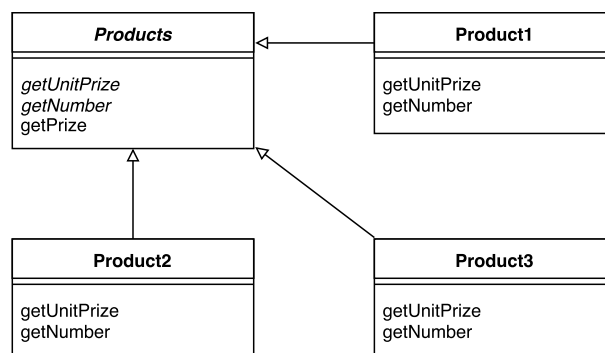 Products
getUnitPrize
getNumber
getPrize
Product1
getUnitPrize
getNumber
Product2
getUnitPrize
getNumber
Product3
getUnitPrize
getNumber